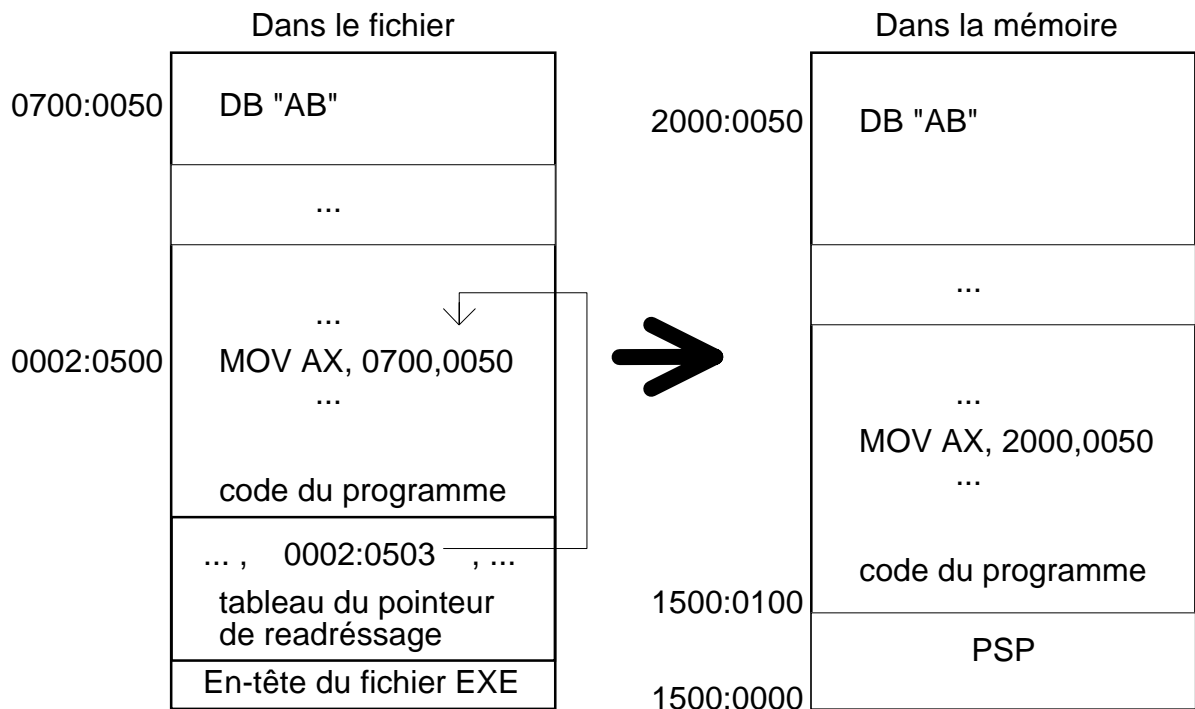 Dans le fichier
0700:0050
DB "AB"
...
...
0002:0500
MOV AX, 0700,0050
...
code du programme
... , 0002:0503 , ...
tableau du pointeur
de readréssage
En-tête du fichier EXE
Dans la mémoire
2000:0050
DB "AB"
...
...
MOV AX, 2000,0050
...
code du programme
1500:0100
PSP
1500:0000